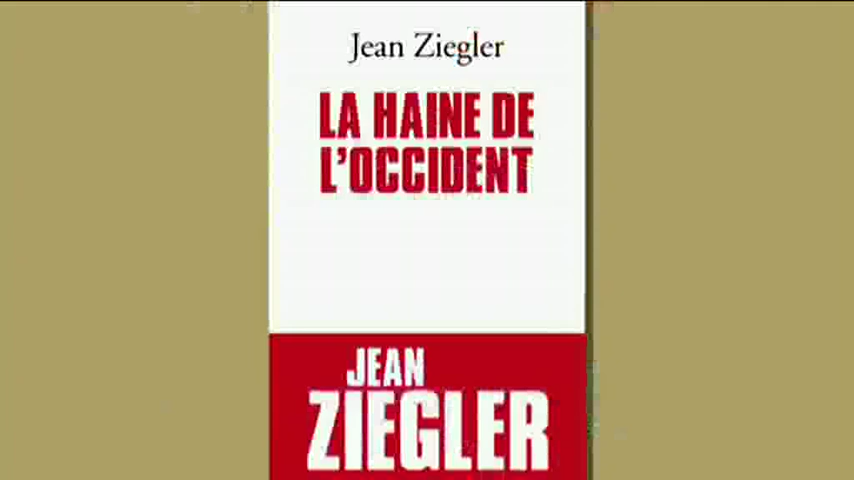 Jean Ziegler
LA HAINE DE
L'OCCIDENT
JEAN
ZIEGLER